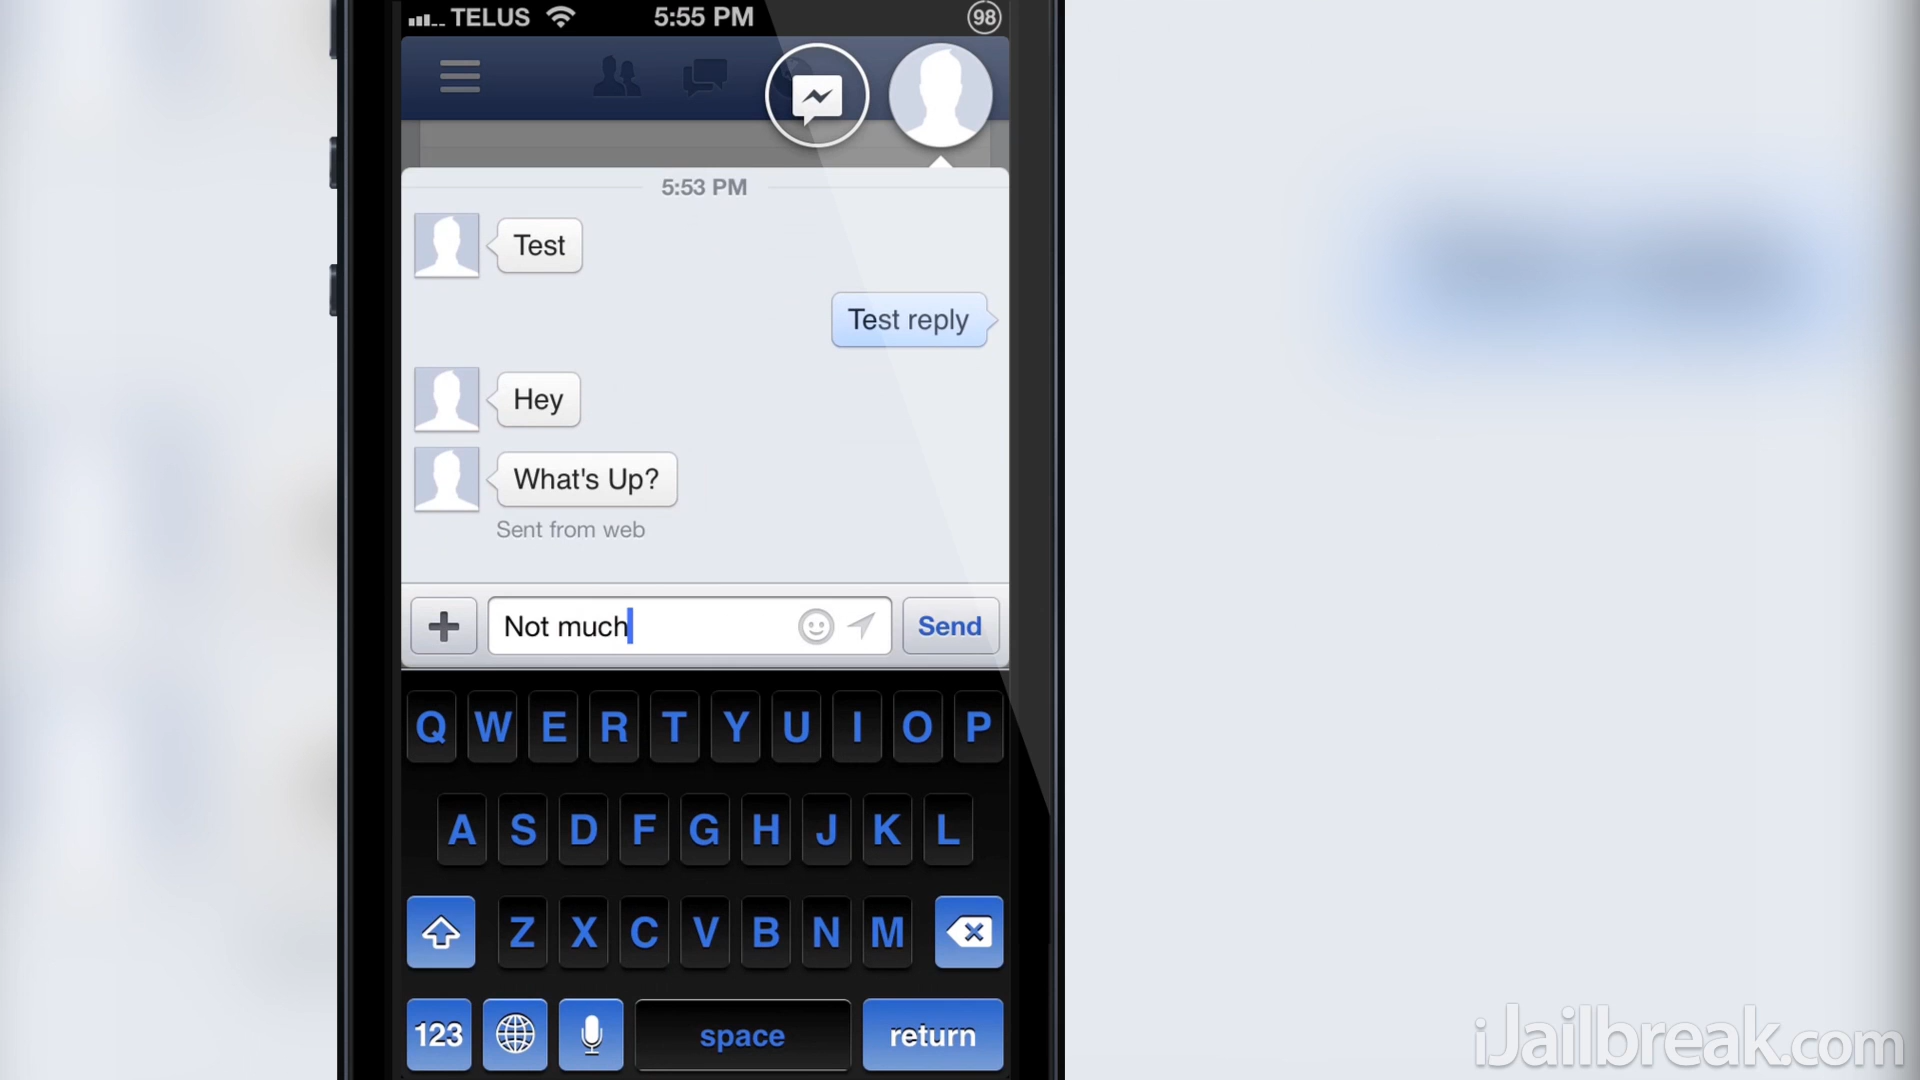 TELUS 5:55 PM 98
5:53 PM
Test
Test reply
Hey
What's Up?
Sent from web
Not much Send
Q W E R T Y U I O P
A S D F G H J K L
Z X C V B N M
123 space return
iJailbreak.com